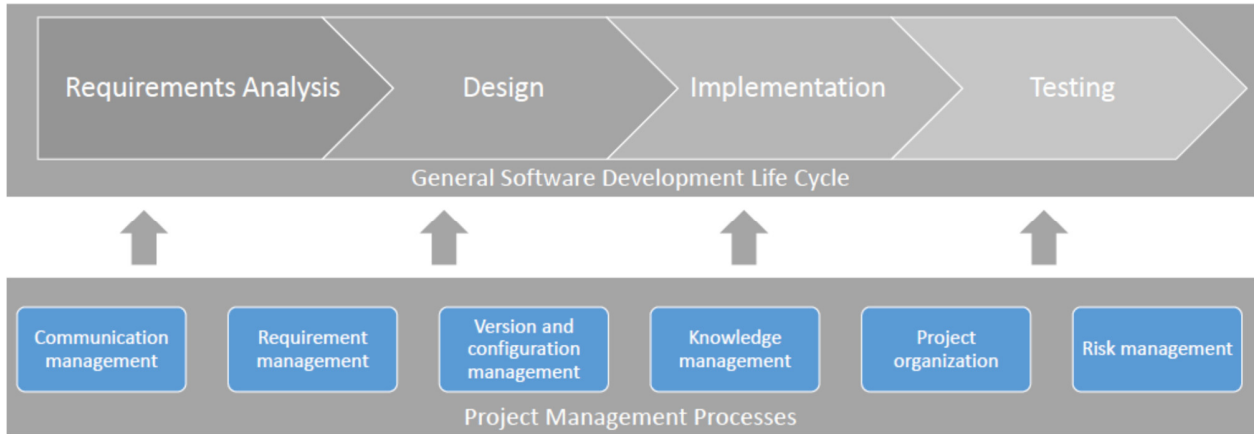 Requirements Analysis
Design
Implementation
Testing
General Software Development Life Cycle
Communication
management
Requirement
management
Version and
configuration
management
Knowledge
management
Project
organization
Risk management
Project Management Processes